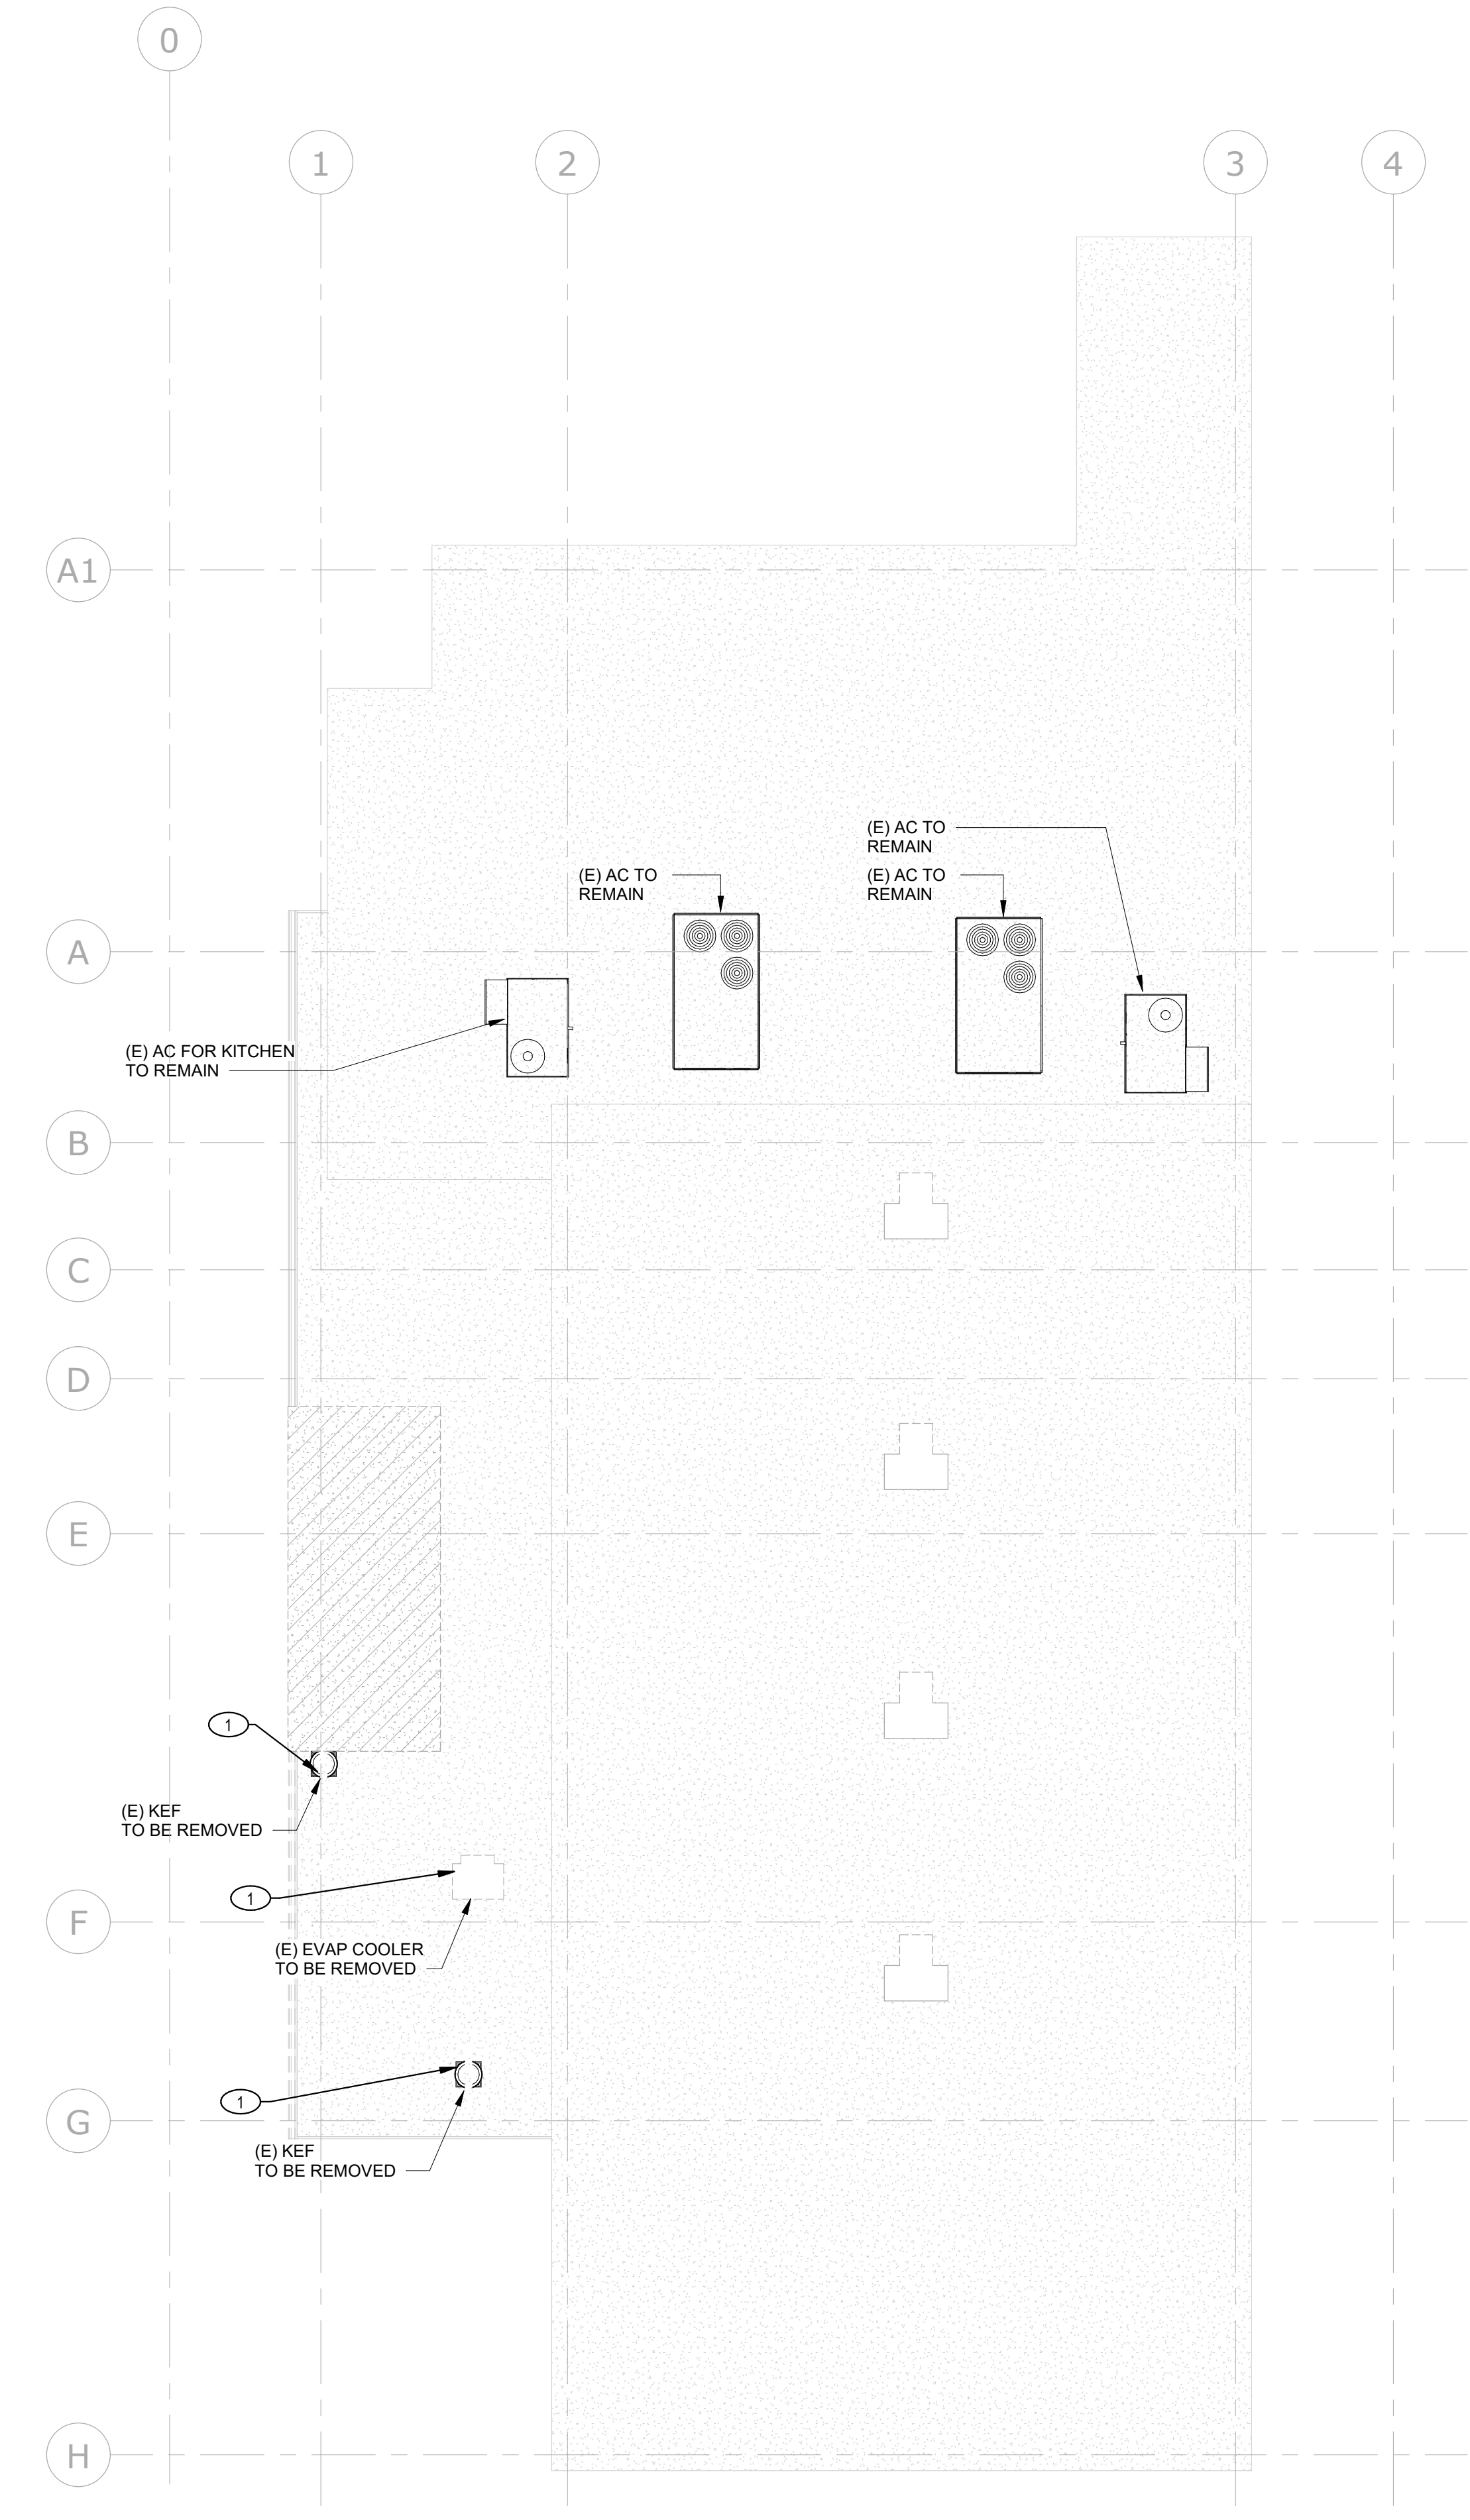 0
1
2
3
4
A1
(E) AC TO
REMAIN
(E) AC TO
REMAIN
(E) AC TO
REMAIN
A
(E) AC FOR KITCHEN
TO REMAIN
B
C
D
E
1
(E) KEF
TO BE REMOVED
1
F
(E) EVAP COOLER
TO BE REMOVED
1
G
(E) KEF
TO BE REMOVED
H